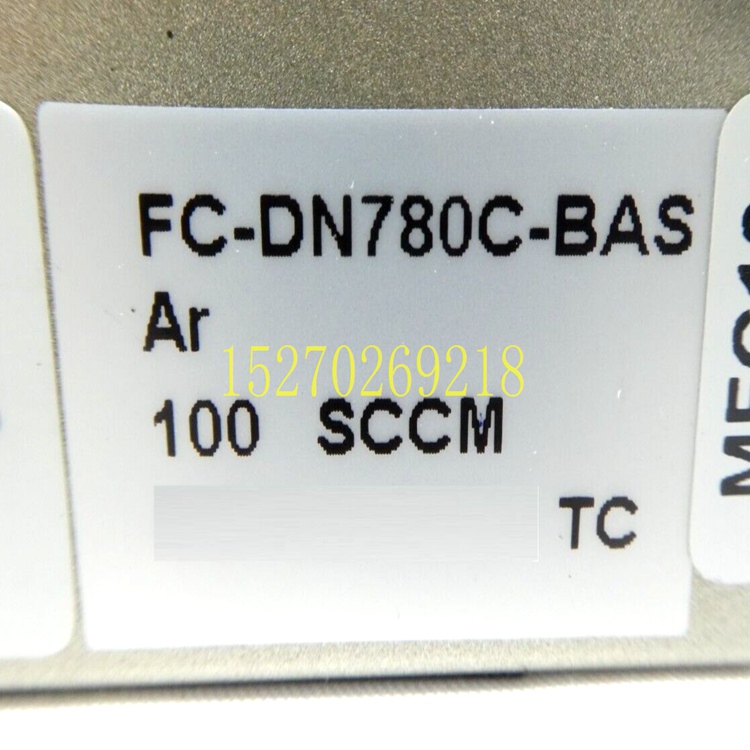 FC-DN780C-BAS
Ar
15270269218
100 SCCM
TC